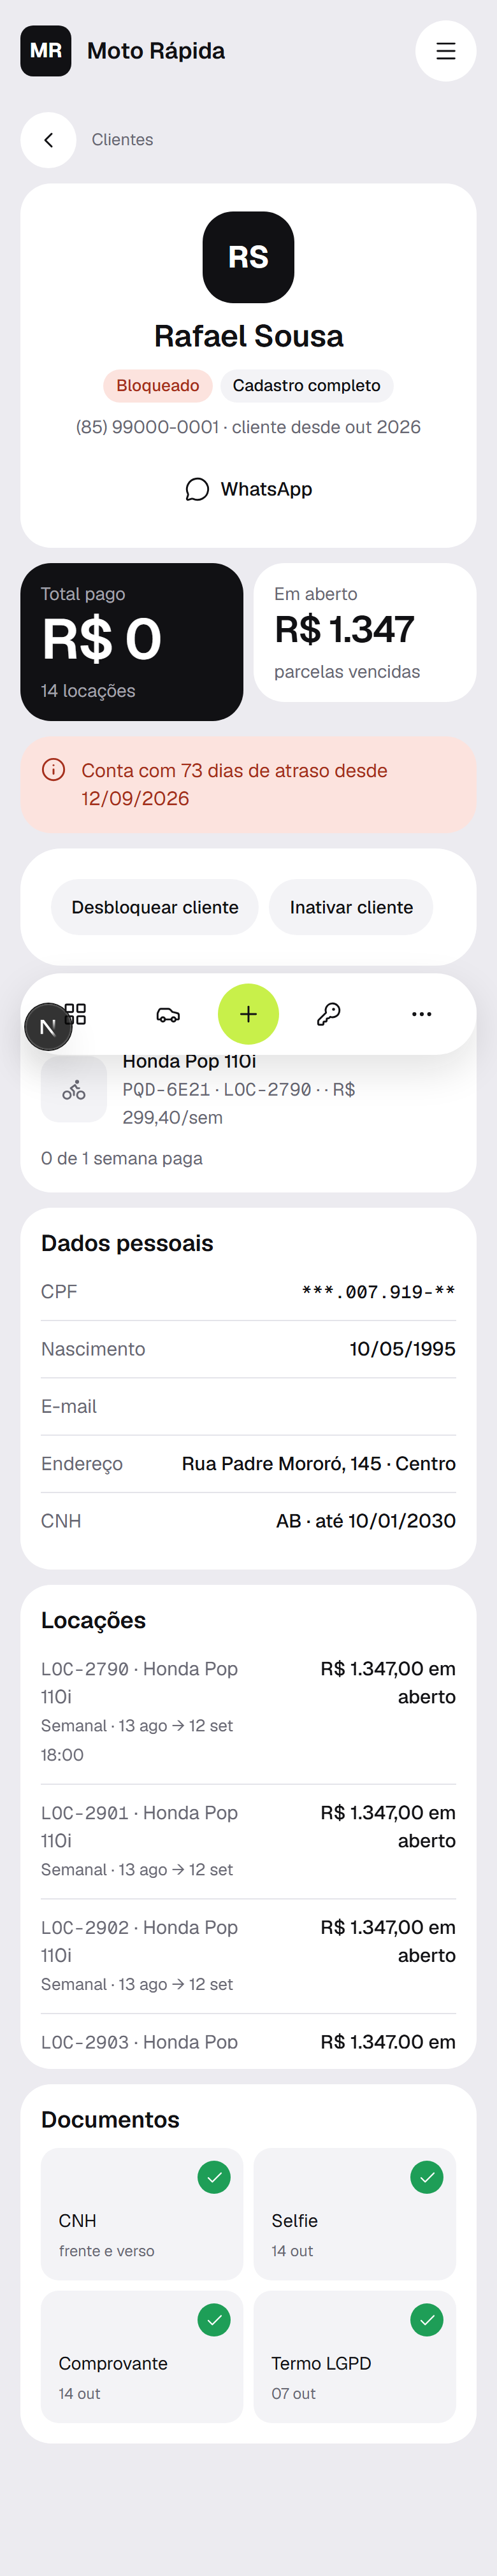 MR Moto Rápida
Clientes
RS
Rafael Sousa
Bloqueado Cadastro completo
(85) 99000-0001 · cliente desde out 2026
WhatsApp
Total pago
R$ 0
14 locações
Em aberto
R$ 1.347
parcelas vencidas
Conta com 73 dias de atraso desde
12/09/2026
Desbloquear cliente Inativar cliente
N
Honda Pop 110i
PQD-6E21 · LOC-2790 · · R$
299,40/sem
0 de 1 semana paga
Dados pessoais
CPF ***.007.919-**
Nascimento 10/05/1995
E-mail
Endereço Rua Padre Mororó, 145 · Centro
CNH AB · até 10/01/2030
Locações
LOC-2790 · Honda Pop
110i
R$ 1.347,00 em
aberto
Semanal · 13 ago → 12 set
18:00
LOC-2901 · Honda Pop
110i
R$ 1.347,00 em
aberto
Semanal · 13 ago → 12 set
LOC-2902 · Honda Pop
110i
R$ 1.347,00 em
aberto
Semanal · 13 ago → 12 set
LOC-2903 · Honda Pop
R$ 1.347,00 em
Documentos
CNH
frente e verso
Selfie
14 out
Comprovante
14 out
Termo LGPD
07 out